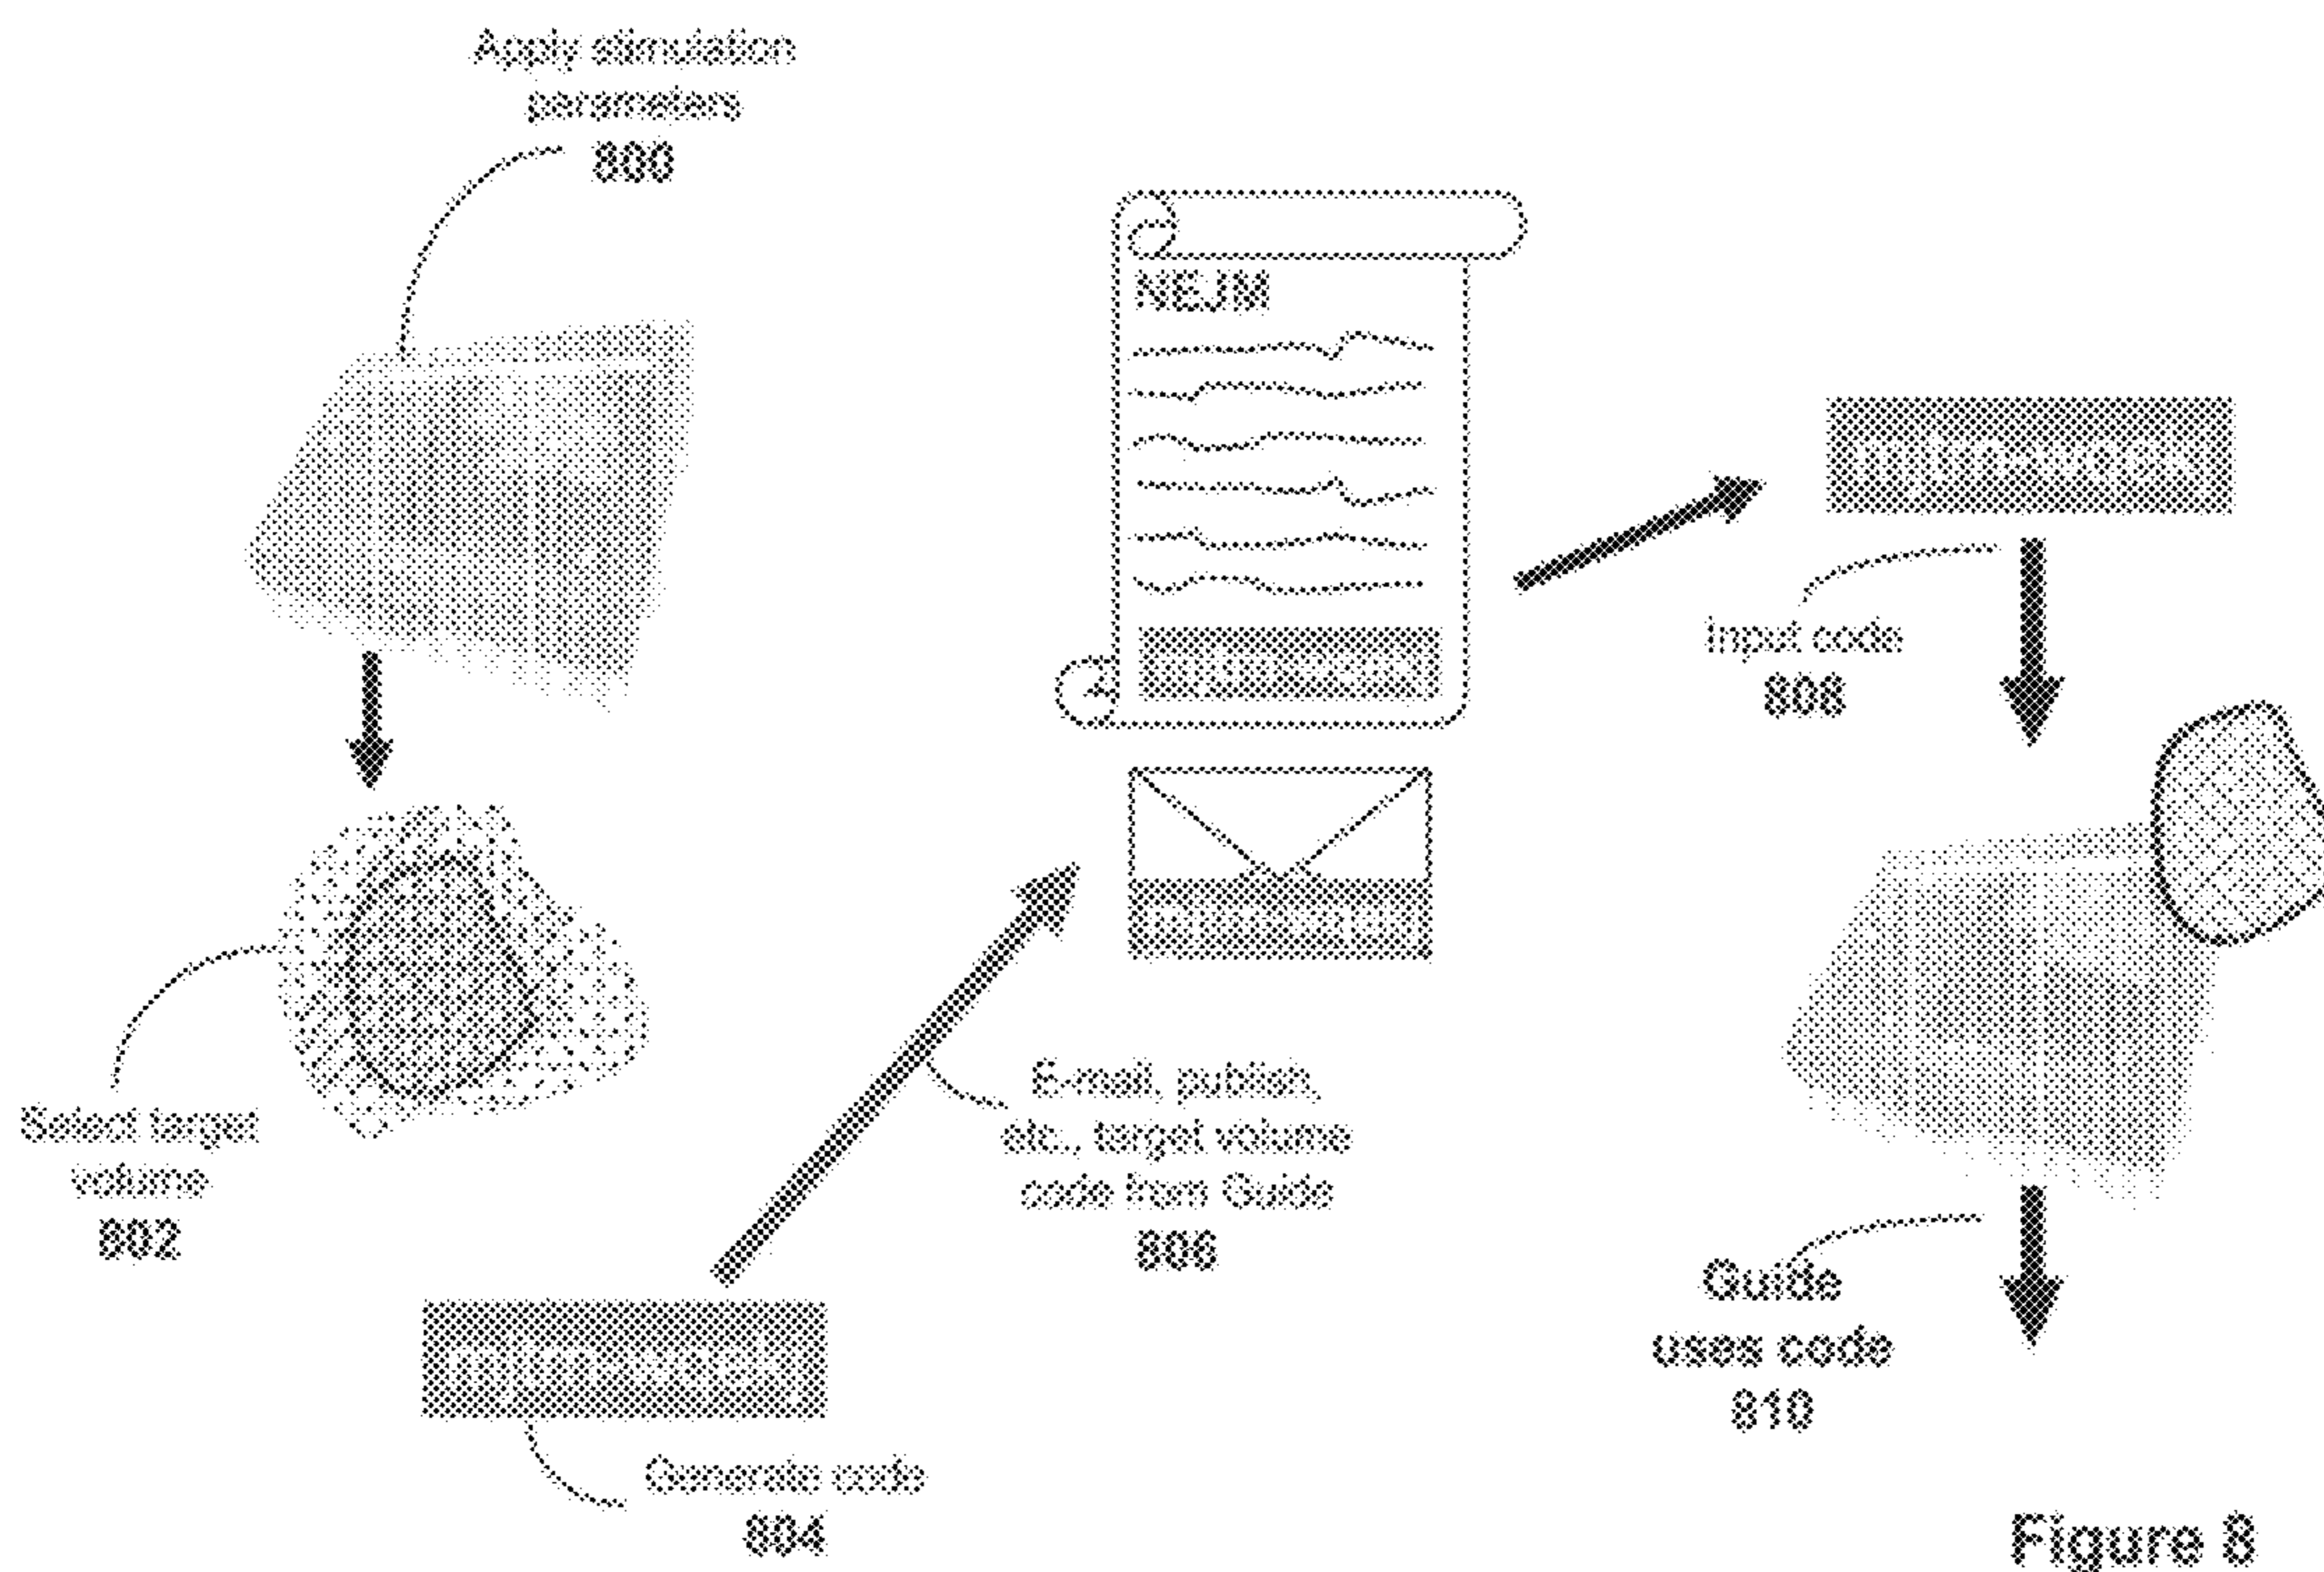 Apply stimulation
parameters
800
NEJM
Input code
808
Select target
volume
802
E-mail, publish,
etc., target volume
code from Guide
806
Guide
uses code
810
Generate code
804
Figure 8